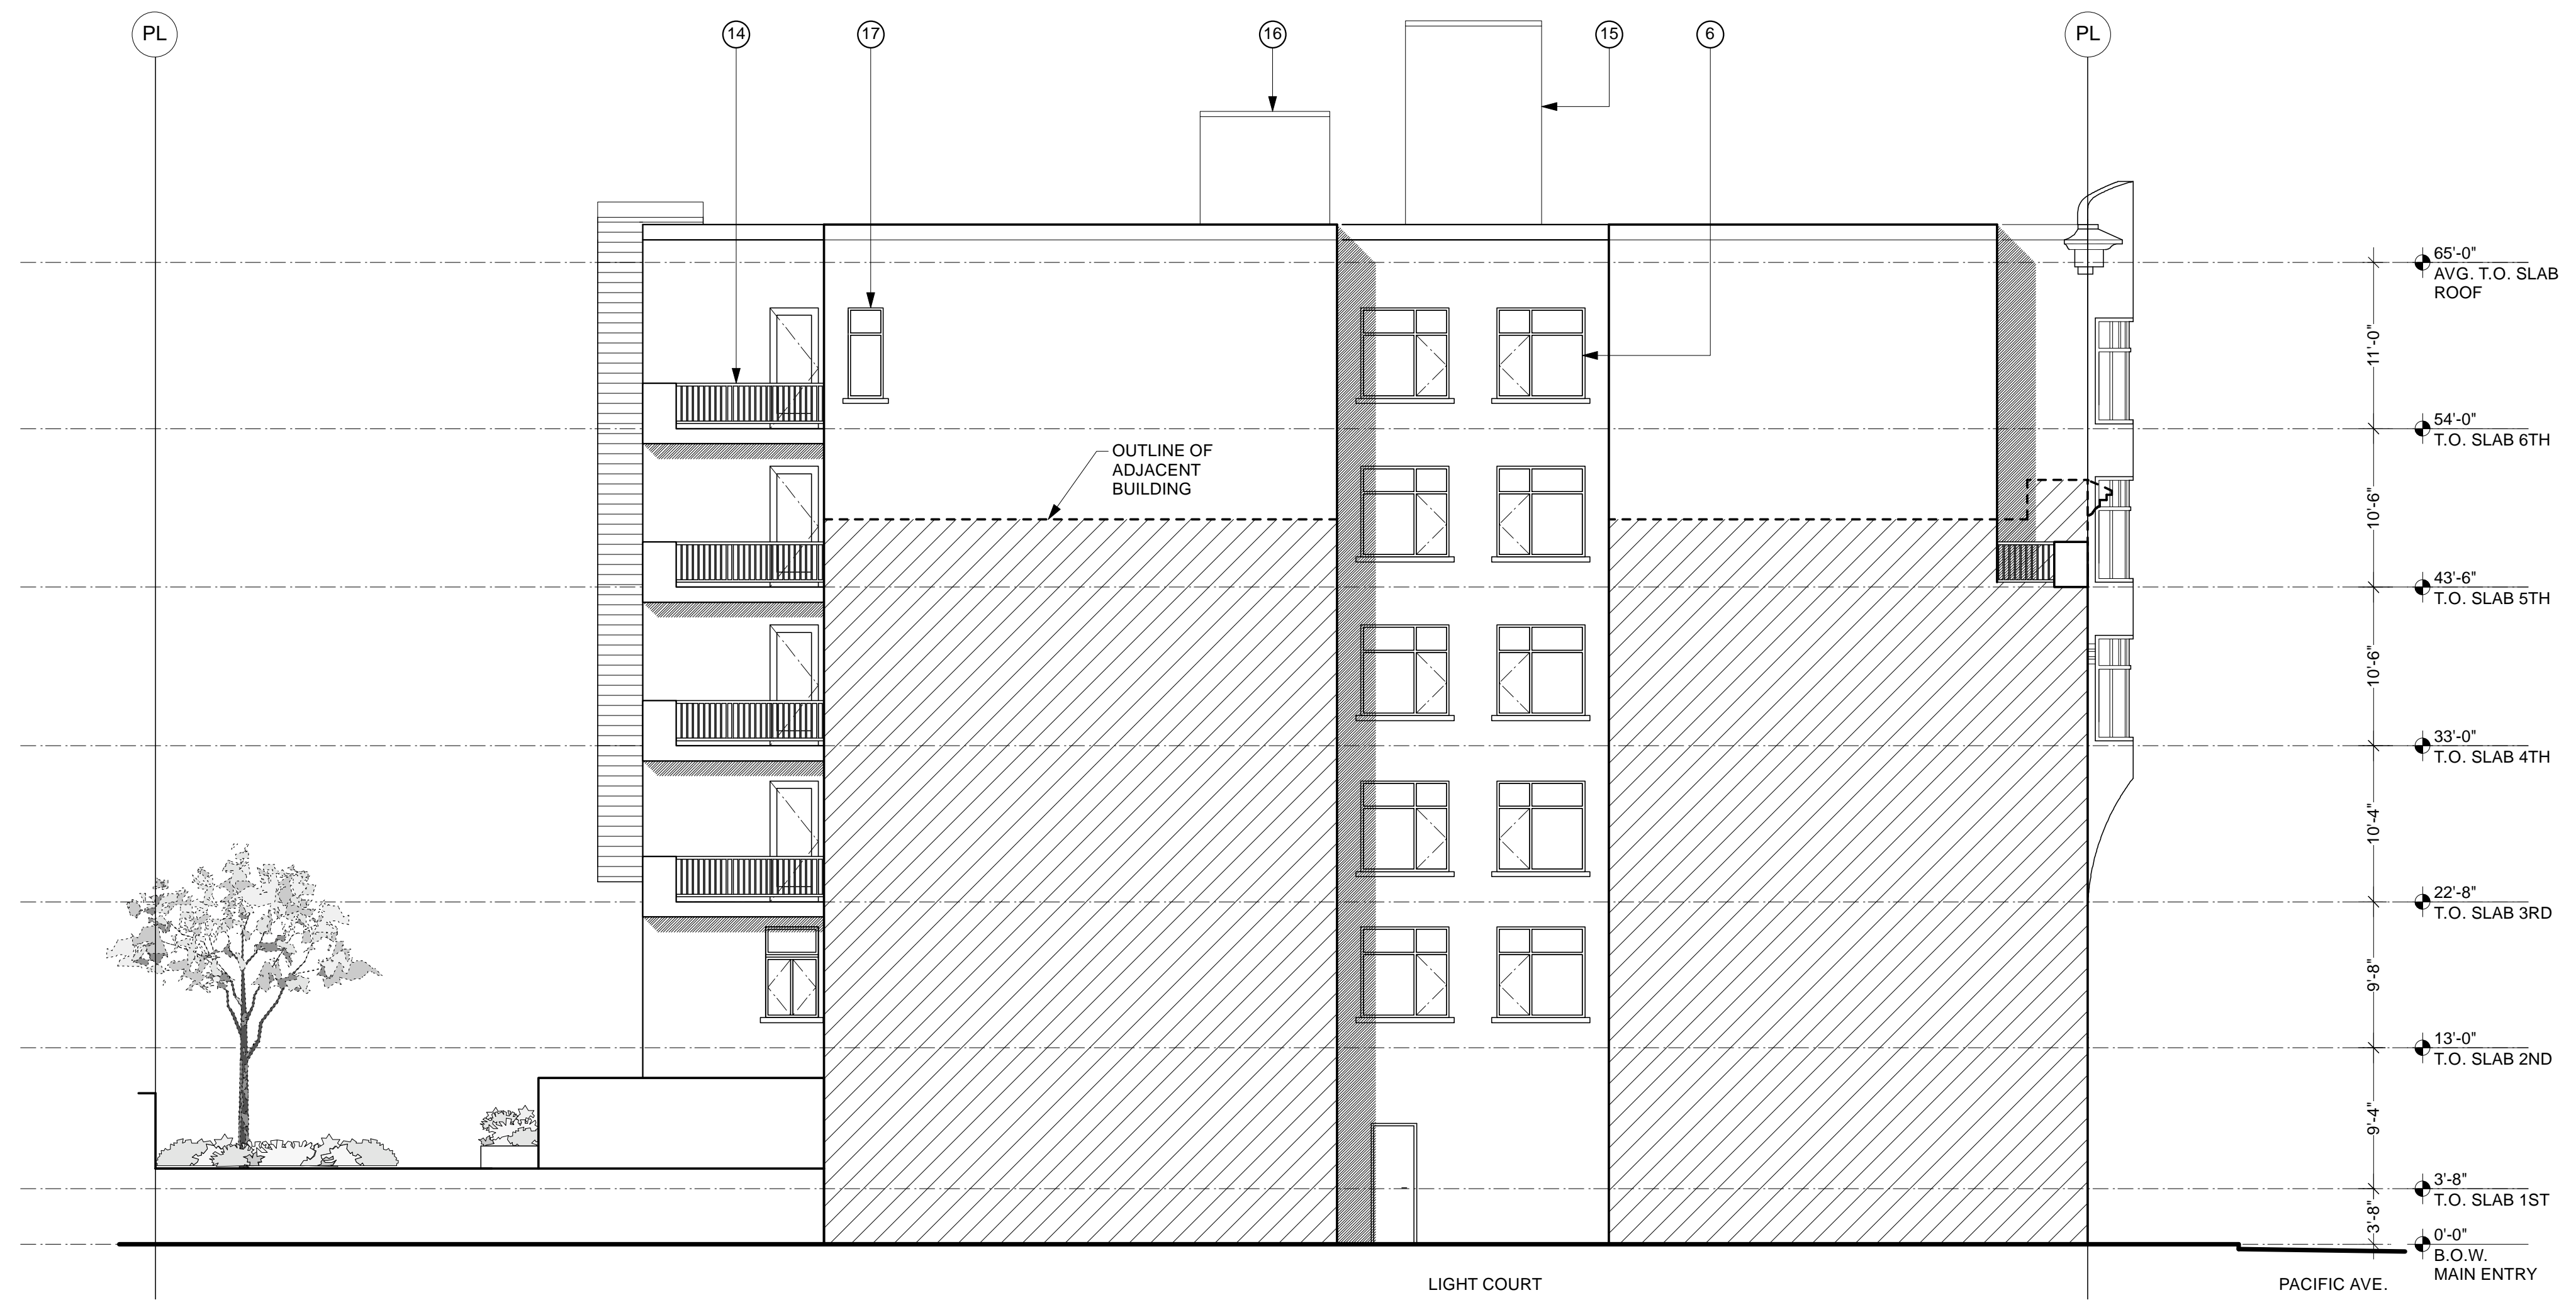 PL
14
17
16
15
6
PL
65'-0"
AVG. T.O. SLAB
ROOF
11'-0"
54'-0"
T.O. SLAB 6TH
OUTLINE OF
ADJACENT
BUILDING
10'-6"
43'-6"
T.O. SLAB 5TH
10'-6"
33'-0"
T.O. SLAB 4TH
10'-4"
22'-8"
T.O. SLAB 3RD
9'-8"
13'-0"
T.O. SLAB 2ND
9'-4"
3'-8"
T.O. SLAB 1ST
3'-8"
0'-0"
B.O.W.
MAIN ENTRY
LIGHT COURT
PACIFIC AVE.